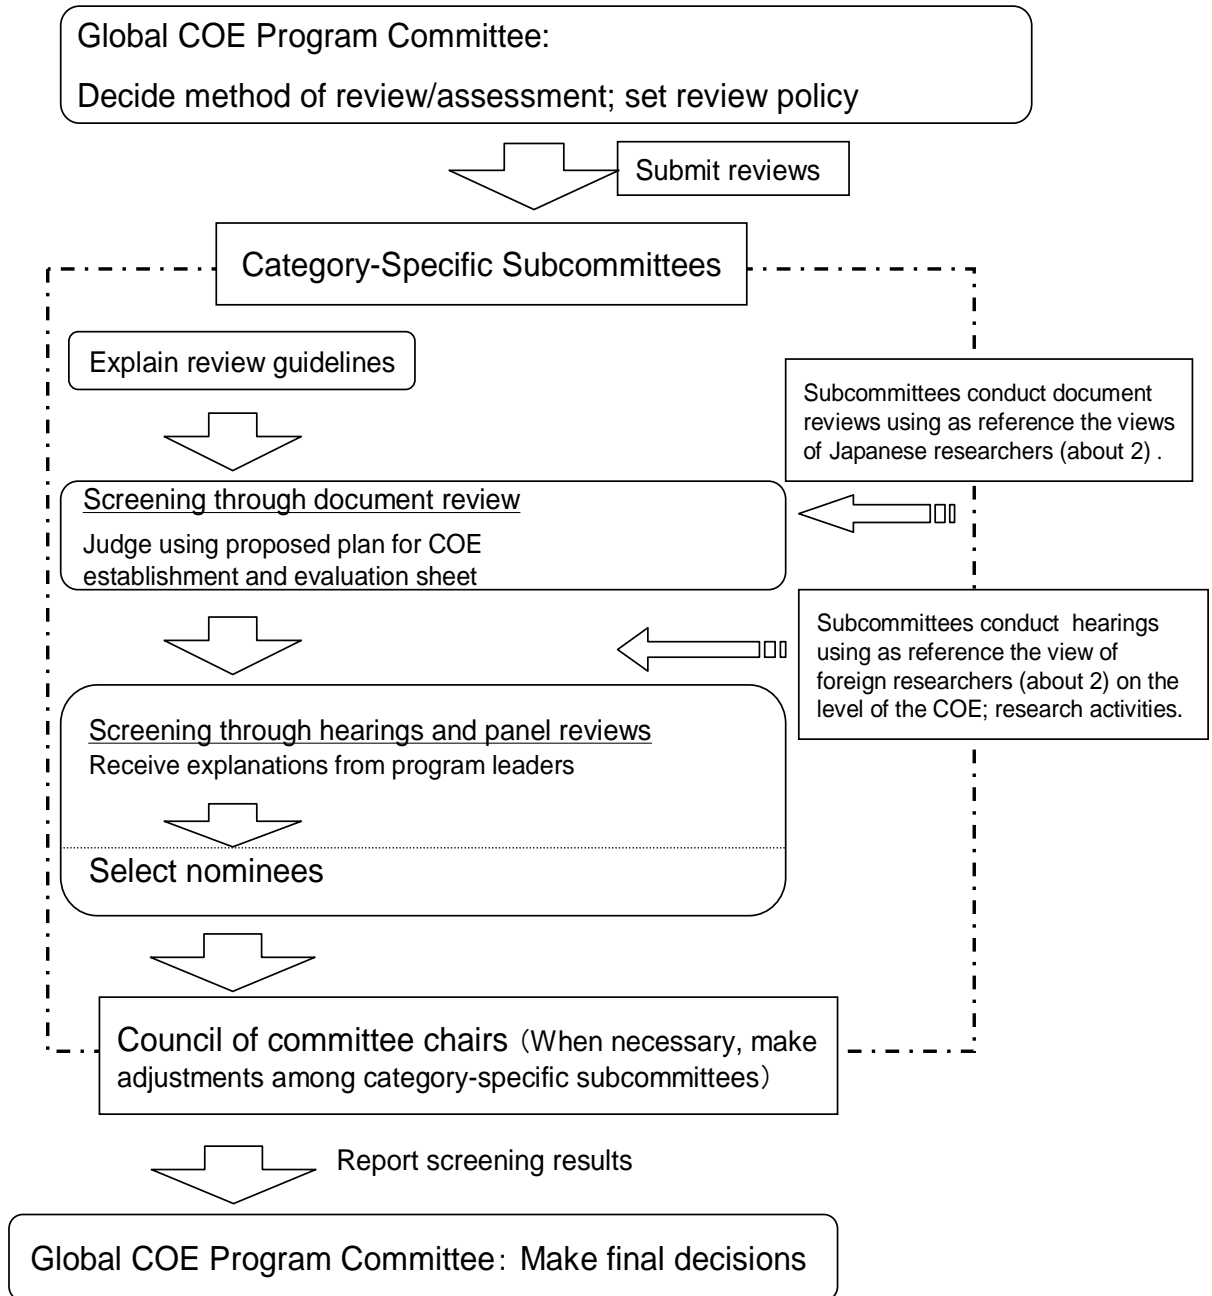 Global COE Program Committee:
Decide method of review/assessment; set review policy
Submit reviews
Category-Specific Subcommittees
Explain review guidelines
Subcommittees conduct document
reviews using as reference the views
of Japanese researchers (about 2) .
Screening through document review
Judge using proposed plan for COE
establishment and evaluation sheet
Subcommittees conduct hearings
using as reference the view of
foreign researchers (about 2) on the
level of the COE; research activities.
Screening through hearings and panel reviews
Receive explanations from program leaders
Select nominees
Council of committee chairs（When necessary, make
adjustments among category-specific subcommittees）
Report screening results
Global COE Program Committee：Make final decisions